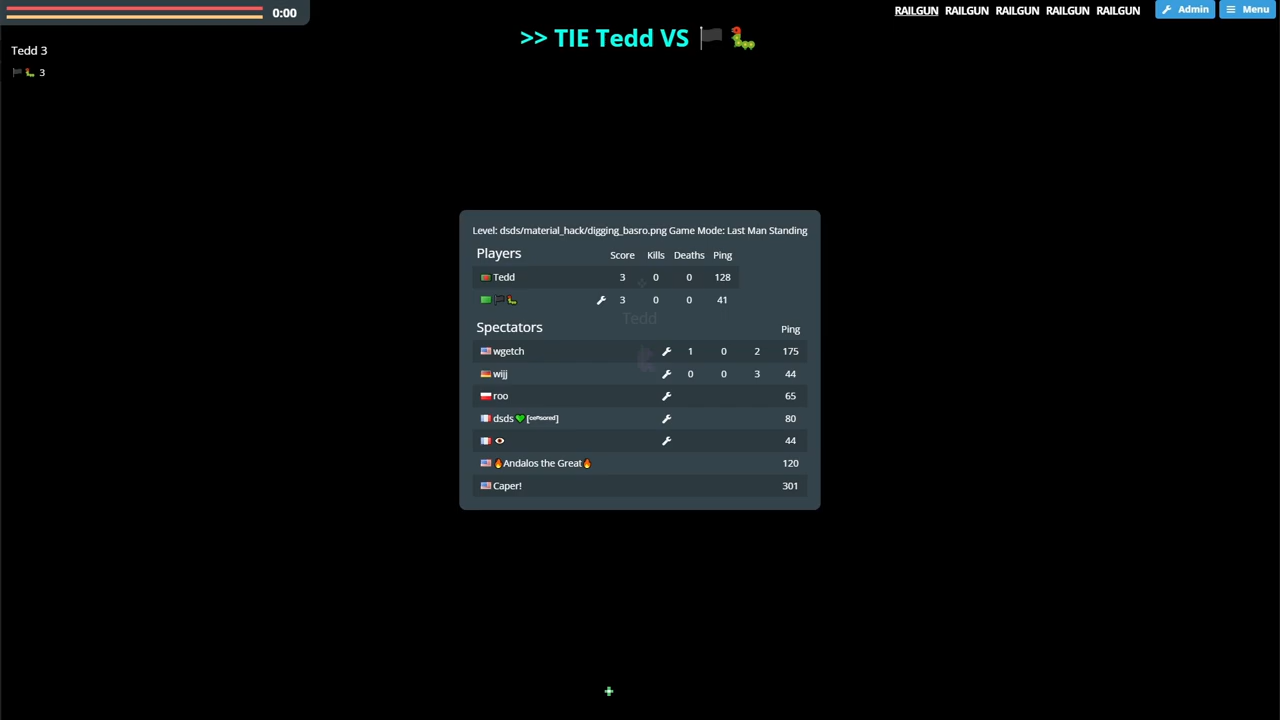 0:00
RAILGUN RAILGUN RAILGUN RAILGUN RAILGUN
Admin
Menu
>> TIE Tedd VS 🏴 🐛
Tedd 3
🏴🐛 3
Level: dsds/material_hack/digging_basro.png Game Mode: Last Man Standing
Players Score Kills Deaths Ping
Tedd 3 0 0 128
🏴🐛 3 0 0 41
Tedd
Spectators Ping
wgetch 1 0 2 175
wijj 0 0 3 44
roo 65
dsds💚[ᶜᵉⁿsored] 80
👁 44
🔥Andalos the Great🔥 120
Caper! 301